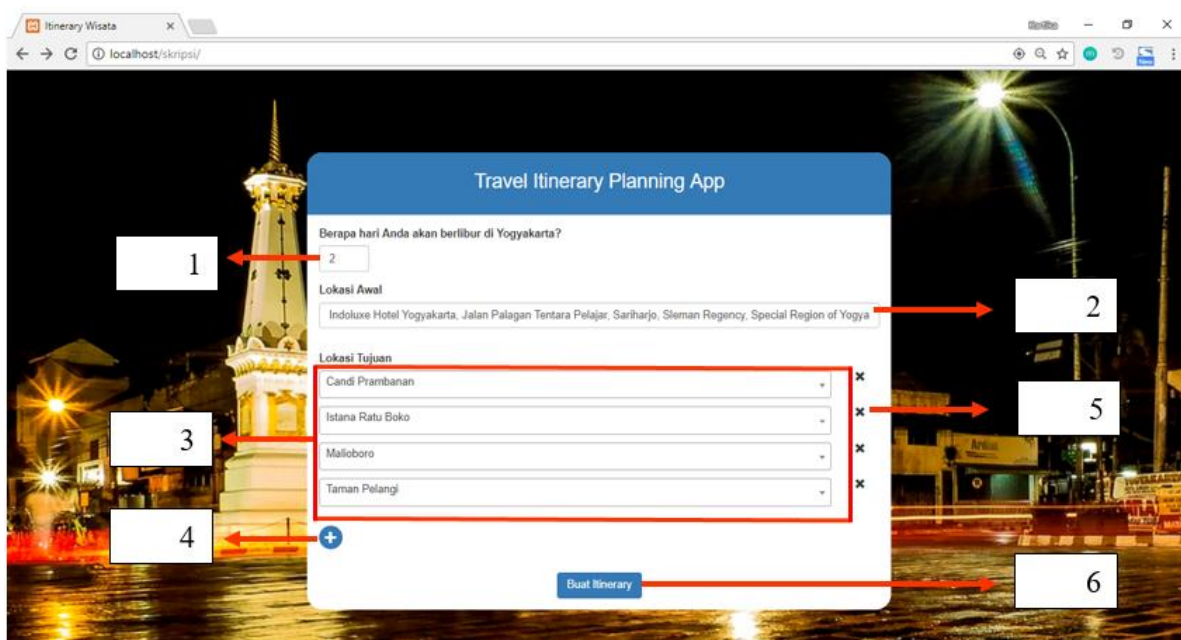 Itinerary Wisata
Kartika
localhost/skripsi/
New
Travel Itinerary Planning App
Berapa hari Anda akan berlibur di Yogyakarta?
1
2
Lokasi Awal
Indoluxe Hotel Yogyakarta, Jalan Palagan Tentara Pelajar, Sariharjo, Sleman Regency, Special Region of Yogya
2
Lokasi Tujuan
Candi Prambanan
Istana Ratu Boko
5
3
Malioboro
Taman Pelangi
4
Buat Itinerary
6